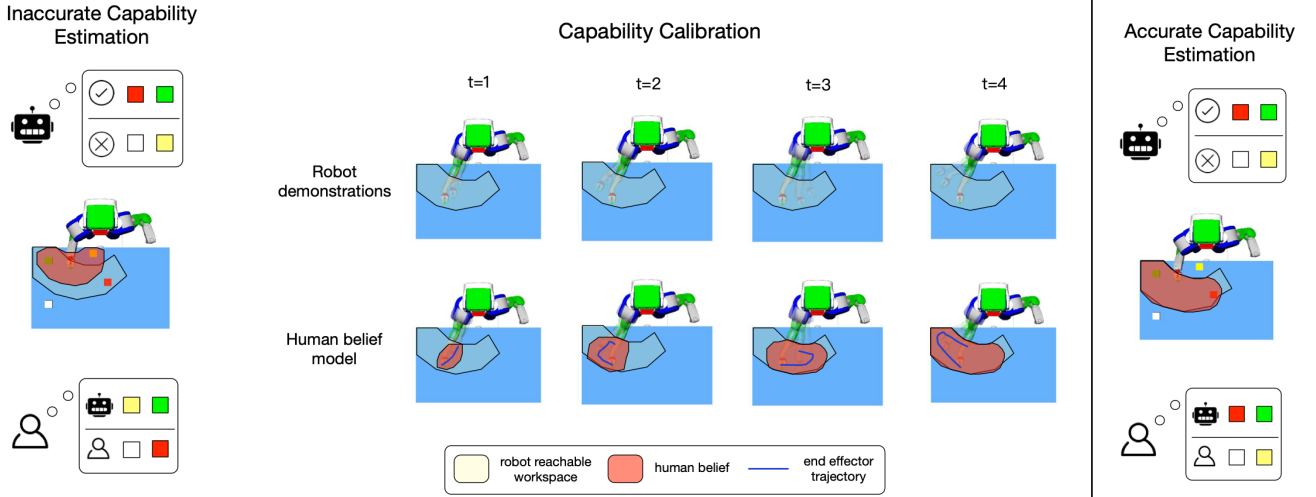 Inaccurate Capability
Estimation
Capability Calibration
t=1
t=2
t=3
t=4
Robot
demonstrations
Human belief
model
robot reachable
workspace
human belief
end effector
trajectory
Accurate Capability
Estimation